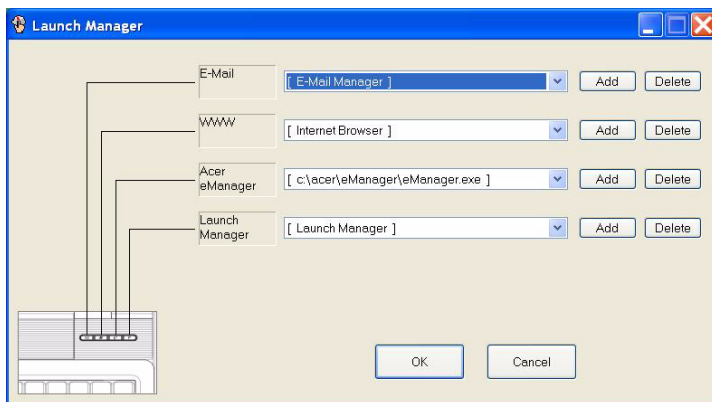 Launch Manager
E-Mail
[ E-Mail Manager ]
Add
Delete
WWW
[ Internet Browser ]
Add
Delete
Acer
eManager
[ c:\acer\eManager\eManager.exe ]
Add
Delete
Launch
Manager
[ Launch Manager ]
Add
Delete
OK
Cancel